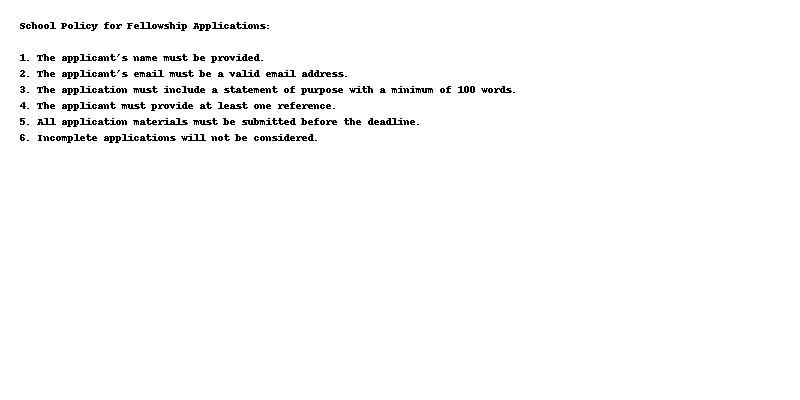 School Policy for Fellowship Applications:
1. The applicant's name must be provided.
2. The applicant's email must be a valid email address.
3. The application must include a statement of purpose with a minimum of 100 words.
4. The applicant must provide at least one reference.
5. All application materials must be submitted before the deadline.
6. Incomplete applications will not be considered.